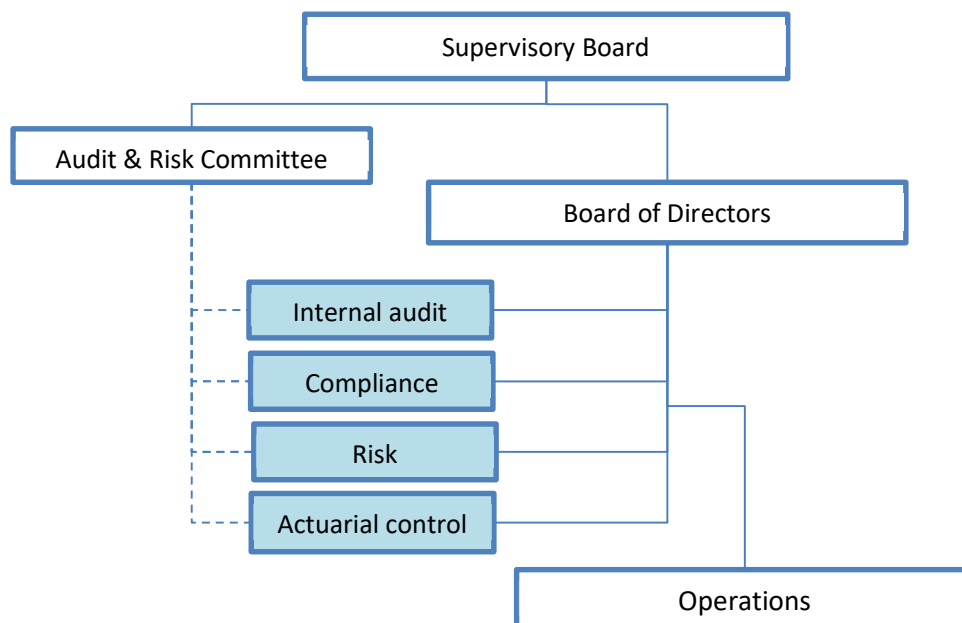 Supervisory Board
Audit & Risk Committee
Board of Directors
Internal audit
Compliance
Risk
Actuarial control
Operations